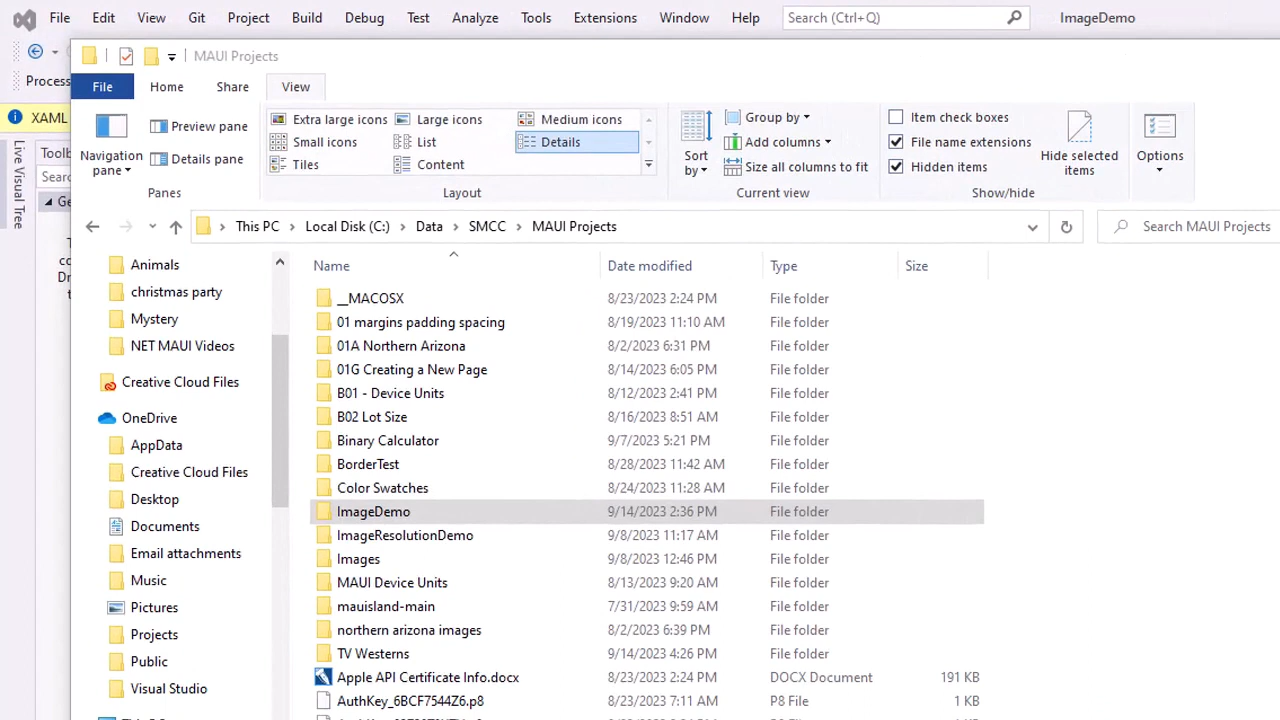 File Edit View Git Project Build Debug Test Analyze Tools Extensions Window Help Search (Ctrl+Q) ImageDemo
MAUI Projects
Process
File Home Share View
XAML
Live Visual Tree
Navigation pane
Preview pane
Details pane
Panes
Extra large icons Large icons Medium icons
Small icons List Details
Tiles Content
Layout
Sort by
Group by
Add columns
Size all columns to fit
Current view
Item check boxes
File name extensions
Hidden items
Hide selected items
Show/hide
Options
This PC Local Disk (C:) Data SMCC MAUI Projects Search MAUI Projects
Animals
christmas party
Mystery
NET MAUI Videos
Creative Cloud Files
OneDrive
AppData
Creative Cloud Files
Desktop
Documents
Email attachments
Music
Pictures
Projects
Public
Visual Studio
Name Date modified Type Size
__MACOSX 8/23/2023 2:24 PM File folder
01 margins padding spacing 8/19/2023 11:10 AM File folder
01A Northern Arizona 8/2/2023 6:31 PM File folder
01G Creating a New Page 8/14/2023 6:05 PM File folder
B01 - Device Units 8/12/2023 2:41 PM File folder
B02 Lot Size 8/16/2023 8:51 AM File folder
Binary Calculator 9/7/2023 5:21 PM File folder
BorderTest 8/28/2023 11:42 AM File folder
Color Swatches 8/24/2023 11:28 AM File folder
ImageDemo 9/14/2023 2:36 PM File folder
ImageResolutionDemo 9/8/2023 11:17 AM File folder
Images 9/8/2023 12:46 PM File folder
MAUI Device Units 8/13/2023 9:20 AM File folder
mauisland-main 7/31/2023 9:59 AM File folder
northern arizona images 8/2/2023 6:39 PM File folder
TV Westerns 9/14/2023 4:26 PM File folder
Apple API Certificate Info.docx 8/23/2023 2:24 PM DOCX Document 191 KB
AuthKey_6BCF7544Z6.p8 8/23/2023 7:11 AM P8 File 1 KB